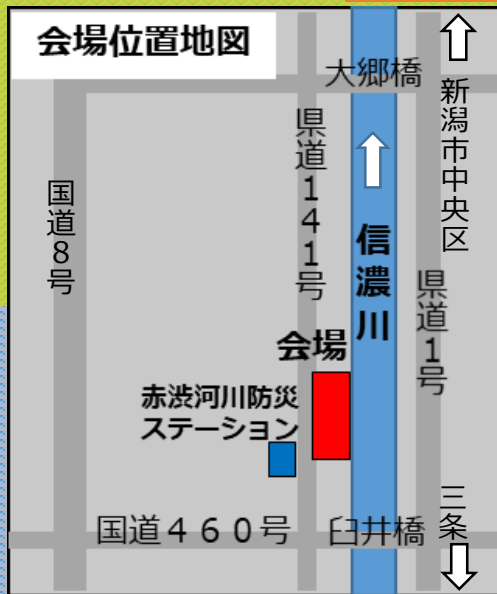 会場位置地図
大郷橋
新潟市中央区
県道141号
国道8号
信濃川
県道1号
会場
赤渋河川防災
ステーション
三条
国道460号
臼井橋